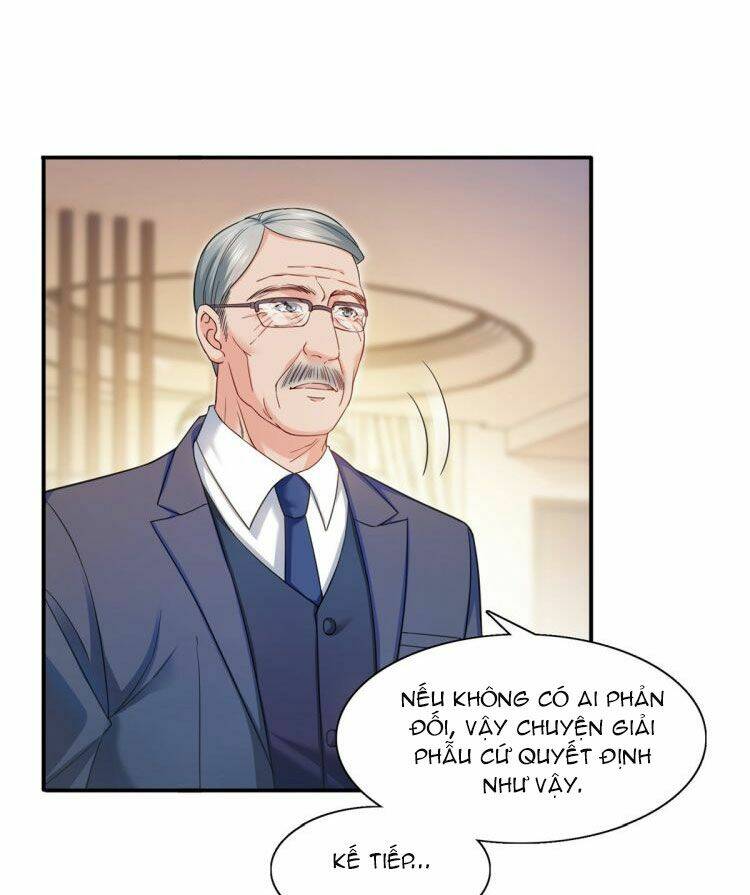 NẾU KHÔNG CÓ AI PHẢN
ĐỐI, VẬY CHUYỆN GIẢI
PHẪU CỨ QUYẾT ĐỊNH
NHƯ VẬY.
KẾ TIẾP...